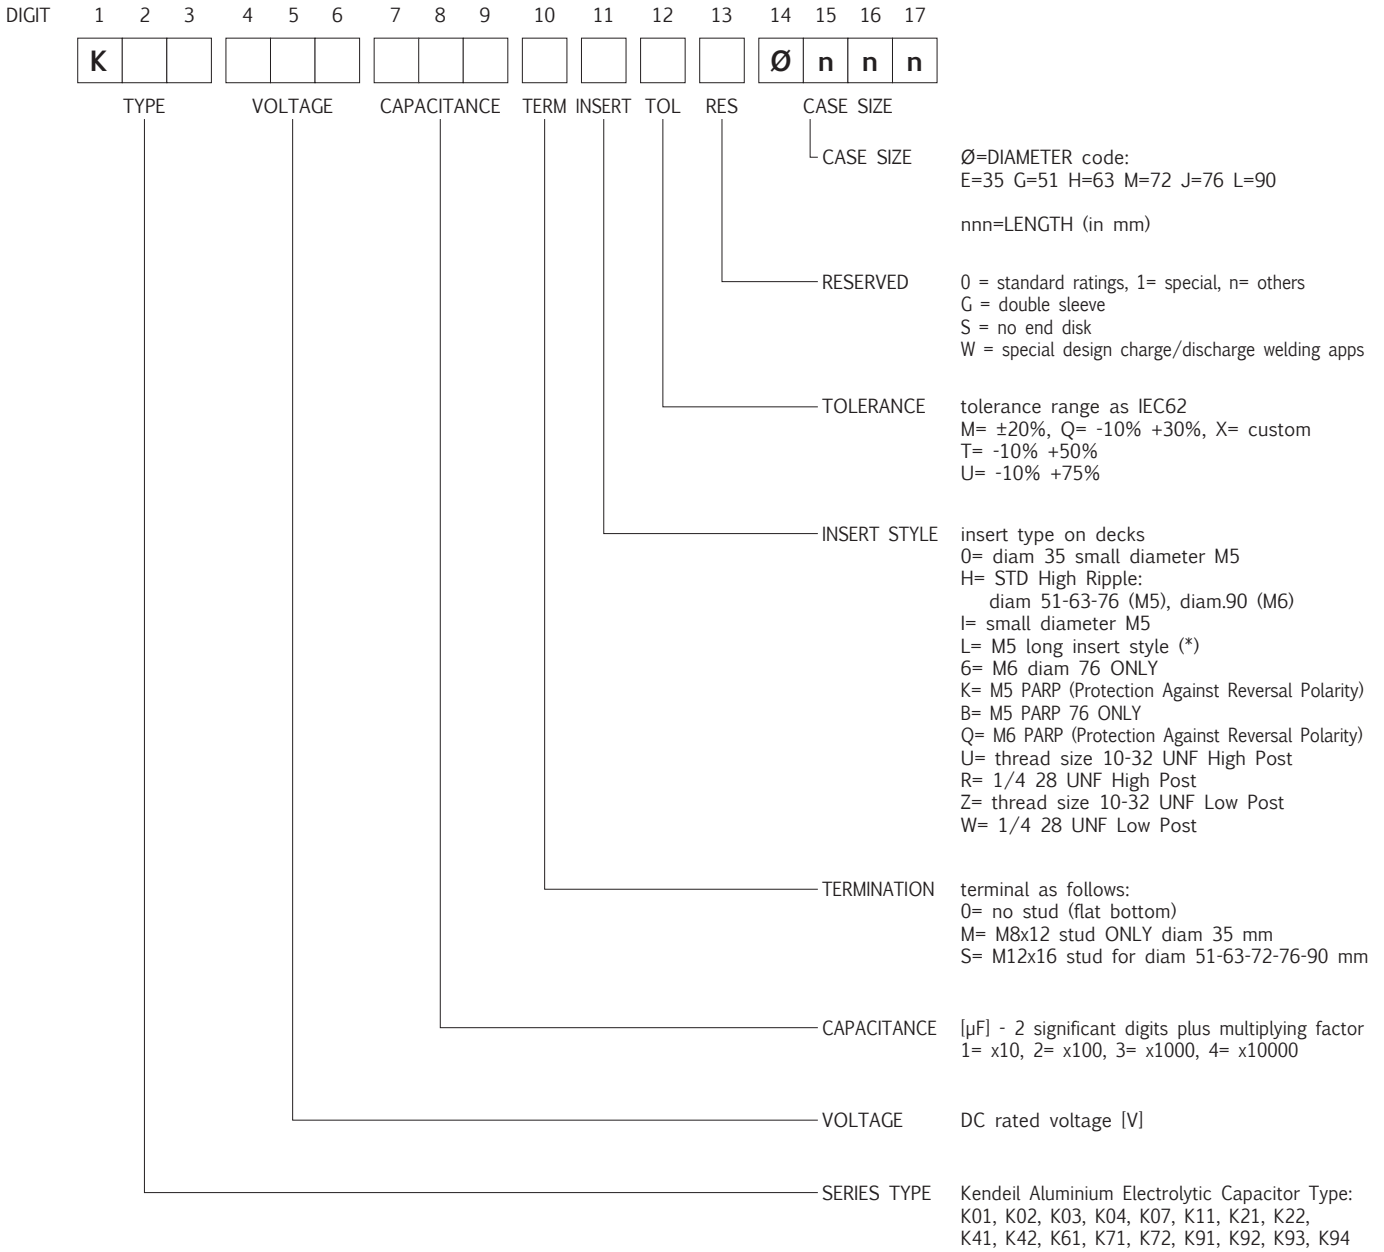 DIGIT 1 2 3 4 5 6 7 8 9 10 11 12 13 14 15 16 17
K Ø n n n
TYPE VOLTAGE CAPACITANCE TERM INSERT TOL RES CASE SIZE
CASE SIZE Ø=DIAMETER code:
E=35 G=51 H=63 M=72 J=76 L=90
nnn=LENGTH (in mm)
RESERVED 0 = standard ratings, 1= special, n= others
G = double sleeve
S = no end disk
W = special design charge/discharge welding apps
TOLERANCE tolerance range as IEC62
M= ±20%, Q= -10% +30%, X= custom
T= -10% +50%
U= -10% +75%
INSERT STYLE insert type on decks
0= diam 35 small diameter M5
H= STD High Ripple:
diam 51-63-76 (M5), diam.90 (M6)
I= small diameter M5
L= M5 long insert style (*)
6= M6 diam 76 ONLY
K= M5 PARP (Protection Against Reversal Polarity)
B= M5 PARP 76 ONLY
Q= M6 PARP (Protection Against Reversal Polarity)
U= thread size 10-32 UNF High Post
R= 1/4 28 UNF High Post
Z= thread size 10-32 UNF Low Post
W= 1/4 28 UNF Low Post
TERMINATION terminal as follows:
0= no stud (flat bottom)
M= M8x12 stud ONLY diam 35 mm
S= M12x16 stud for diam 51-63-72-76-90 mm
CAPACITANCE [µF] - 2 significant digits plus multiplying factor
1= x10, 2= x100, 3= x1000, 4= x10000
VOLTAGE DC rated voltage [V]
SERIES TYPE Kendeil Aluminium Electrolytic Capacitor Type:
K01, K02, K03, K04, K07, K11, K21, K22,
K41, K42, K61, K71, K72, K91, K92, K93, K94